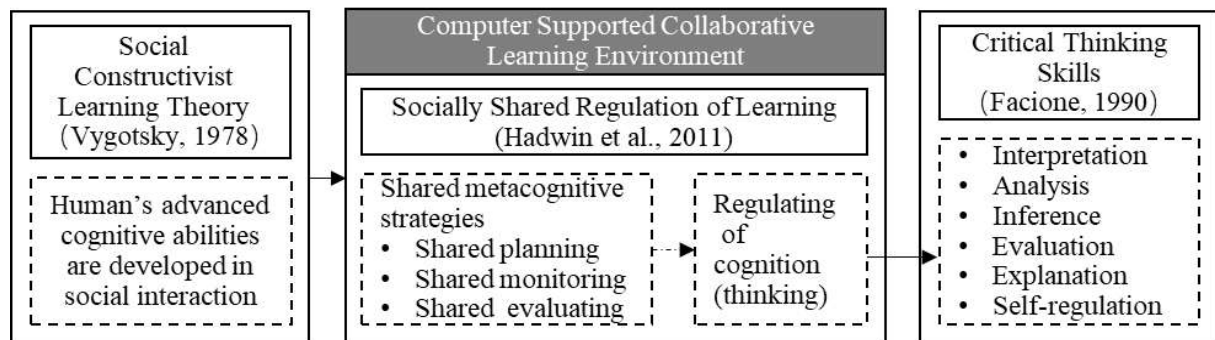 Social
Constructivist
Learning Theory
（Vygotsky, 1978）
Human’s advanced
cognitive abilities
are developed in
social interaction
Computer Supported Collaborative
Learning Environment
Socially Shared Regulation of Learning
(Hadwin et al., 2011)
Shared metacognitive
strategies
• Shared planning
• Shared monitoring
• Shared evaluating
Regulating
of
cognition
(thinking)
Critical Thinking
Skills
(Facione, 1990）
• Interpretation
• Analysis
• Inference
• Evaluation
• Explanation
• Self-regulation